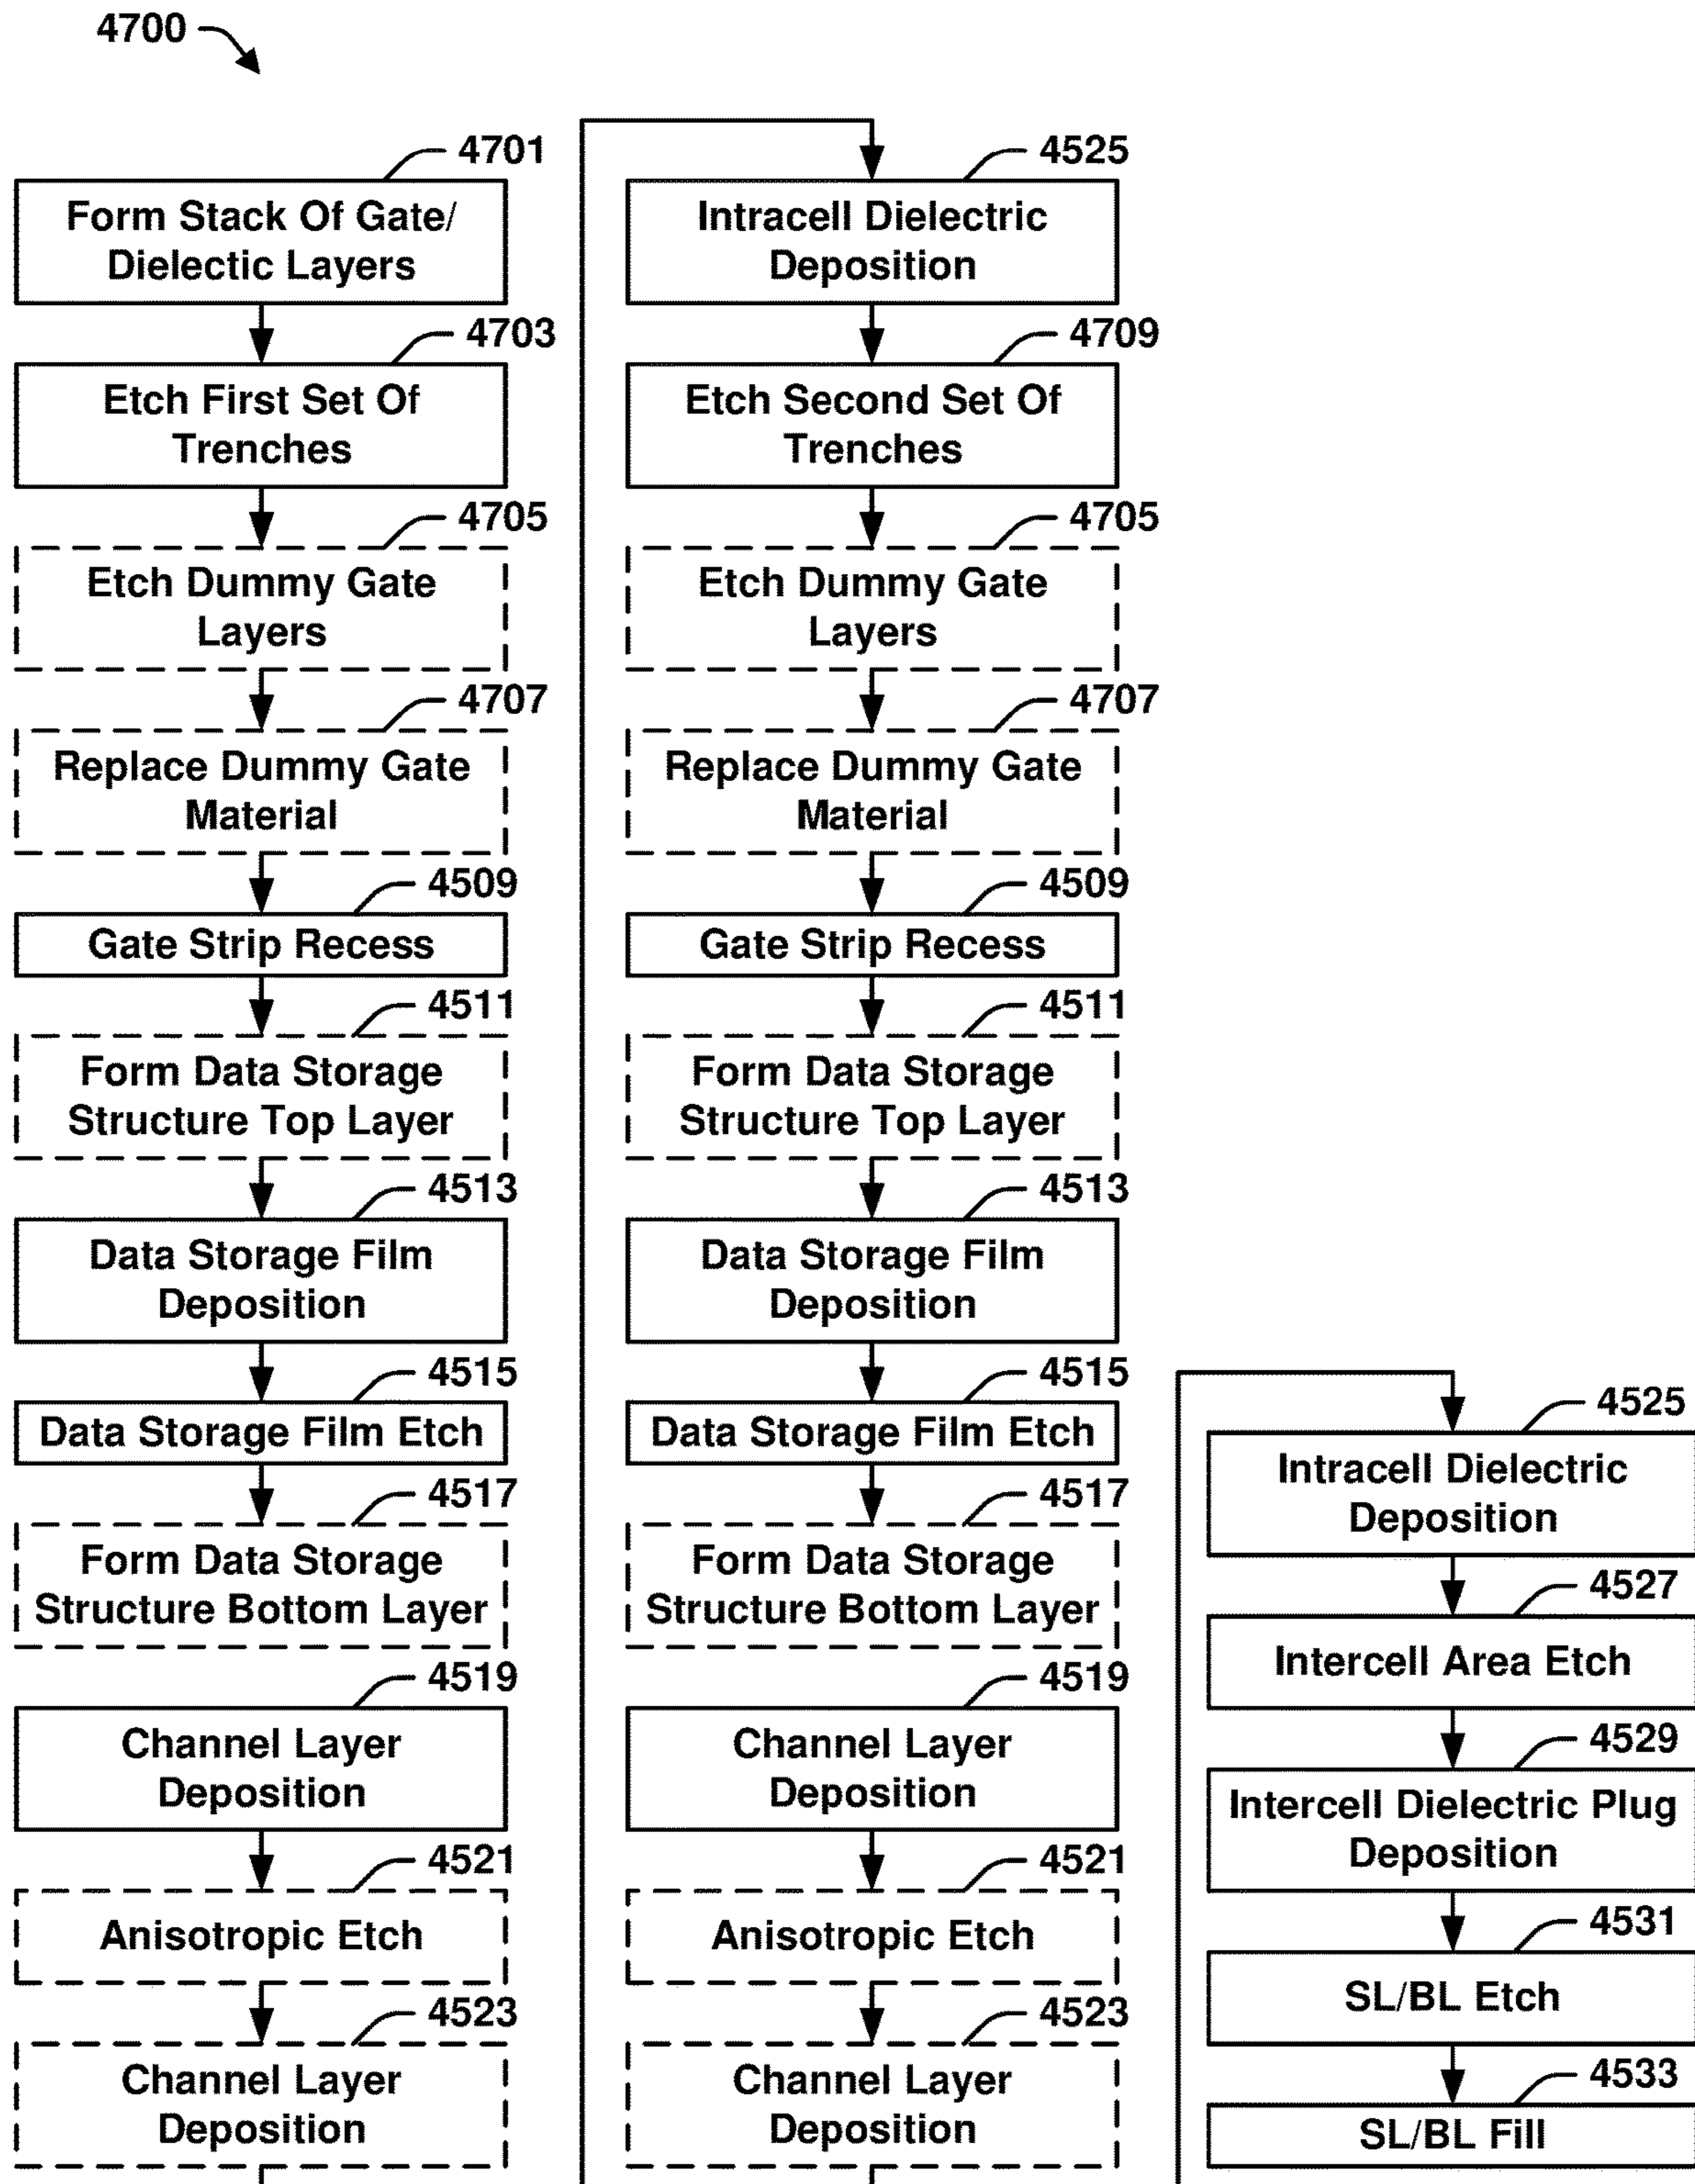 4700
4701
Form Stack Of Gate/
Dielectic Layers
4703
Etch First Set Of
Trenches
4705
Etch Dummy Gate
Layers
4707
Replace Dummy Gate
Material
4509
Gate Strip Recess
4511
Form Data Storage
Structure Top Layer
4513
Data Storage Film
Deposition
4515
Data Storage Film Etch
4517
Form Data Storage
Structure Bottom Layer
4519
Channel Layer
Deposition
4521
Anisotropic Etch
4523
Channel Layer
Deposition
4525
Intracell Dielectric
Deposition
4709
Etch Second Set Of
Trenches
4705
Etch Dummy Gate
Layers
4707
Replace Dummy Gate
Material
4509
Gate Strip Recess
4511
Form Data Storage
Structure Top Layer
4513
Data Storage Film
Deposition
4515
Data Storage Film Etch
4517
Form Data Storage
Structure Bottom Layer
4519
Channel Layer
Deposition
4521
Anisotropic Etch
4523
Channel Layer
Deposition
4525
Intracell Dielectric
Deposition
4527
Intercell Area Etch
4529
Intercell Dielectric Plug
Deposition
4531
SL/BL Etch
4533
SL/BL Fill